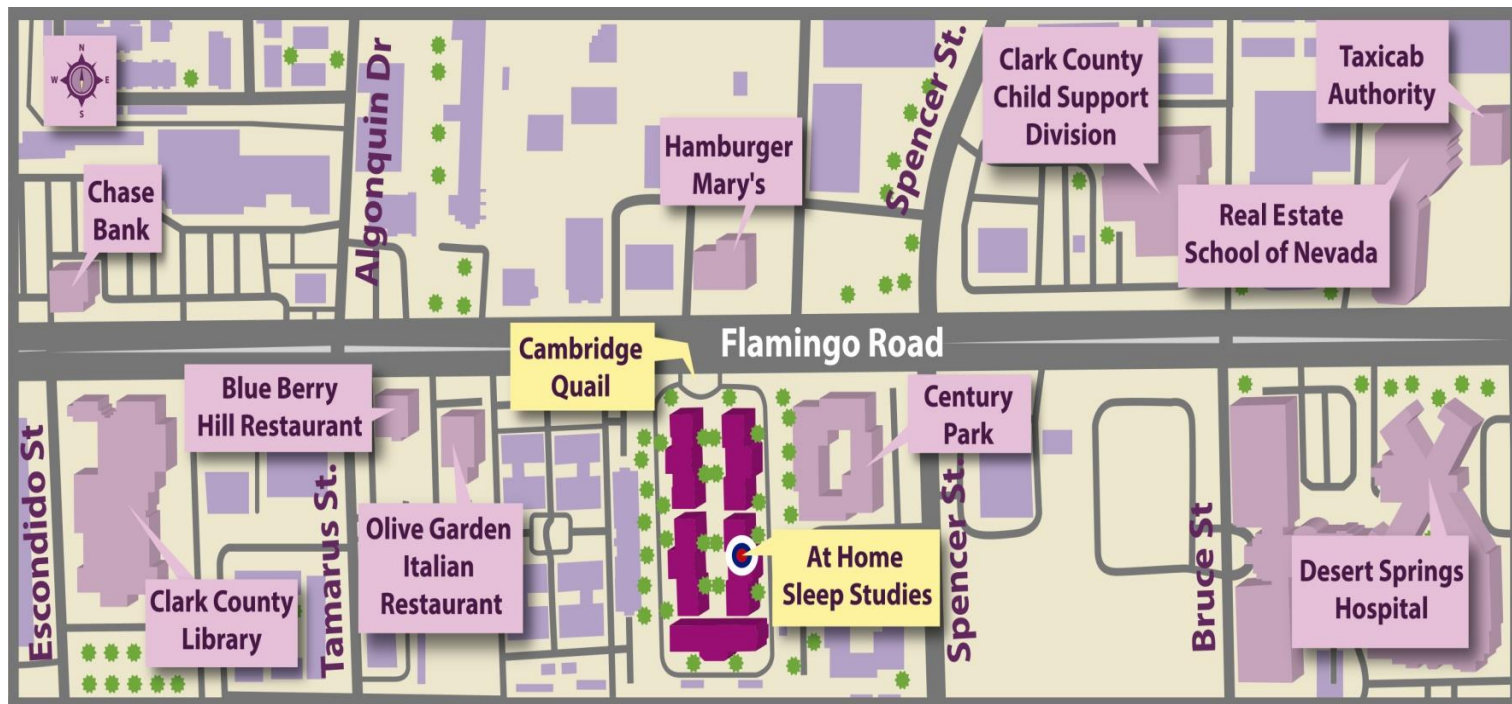 N
W
E
S
Chase
Bank
Algonquin Dr
Hamburger
Mary's
Spencer St.
Clark County
Child Support
Division
Taxicab
Authority
Real Estate
School of Nevada
Flamingo Road
Cambridge
Quail
Blue Berry
Hill Restaurant
Century
Park
Escondido St
Clark County
Library
Tamarus St.
Olive Garden
Italian
Restaurant
At Home
Sleep Studies
Spencer St.
Bruce St
Desert Springs
Hospital